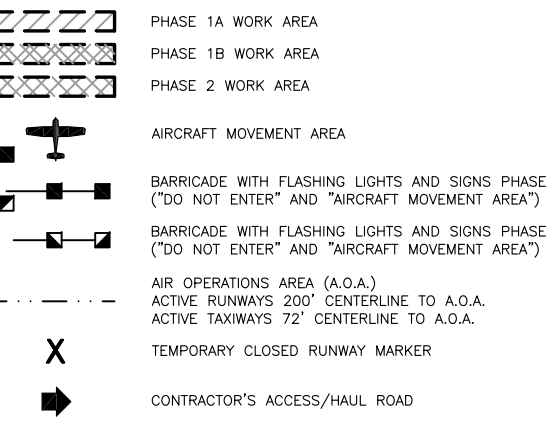 PHASE 1A WORK AREA
PHASE 1B WORK AREA
PHASE 2 WORK AREA
AIRCRAFT MOVEMENT AREA
BARRICADE WITH FLASHING LIGHTS AND SIGNS PHASE
("DO NOT ENTER" AND "AIRCRAFT MOVEMENT AREA")
BARRICADE WITH FLASHING LIGHTS AND SIGNS PHASE
("DO NOT ENTER" AND "AIRCRAFT MOVEMENT AREA")
AIR OPERATIONS AREA (A.O.A.)
ACTIVE RUNWAYS 200' CENTERLINE TO A.O.A.
ACTIVE TAXIWAYS 72' CENTERLINE TO A.O.A.
X TEMPORARY CLOSED RUNWAY MARKER
CONTRACTOR'S ACCESS/HAUL ROAD